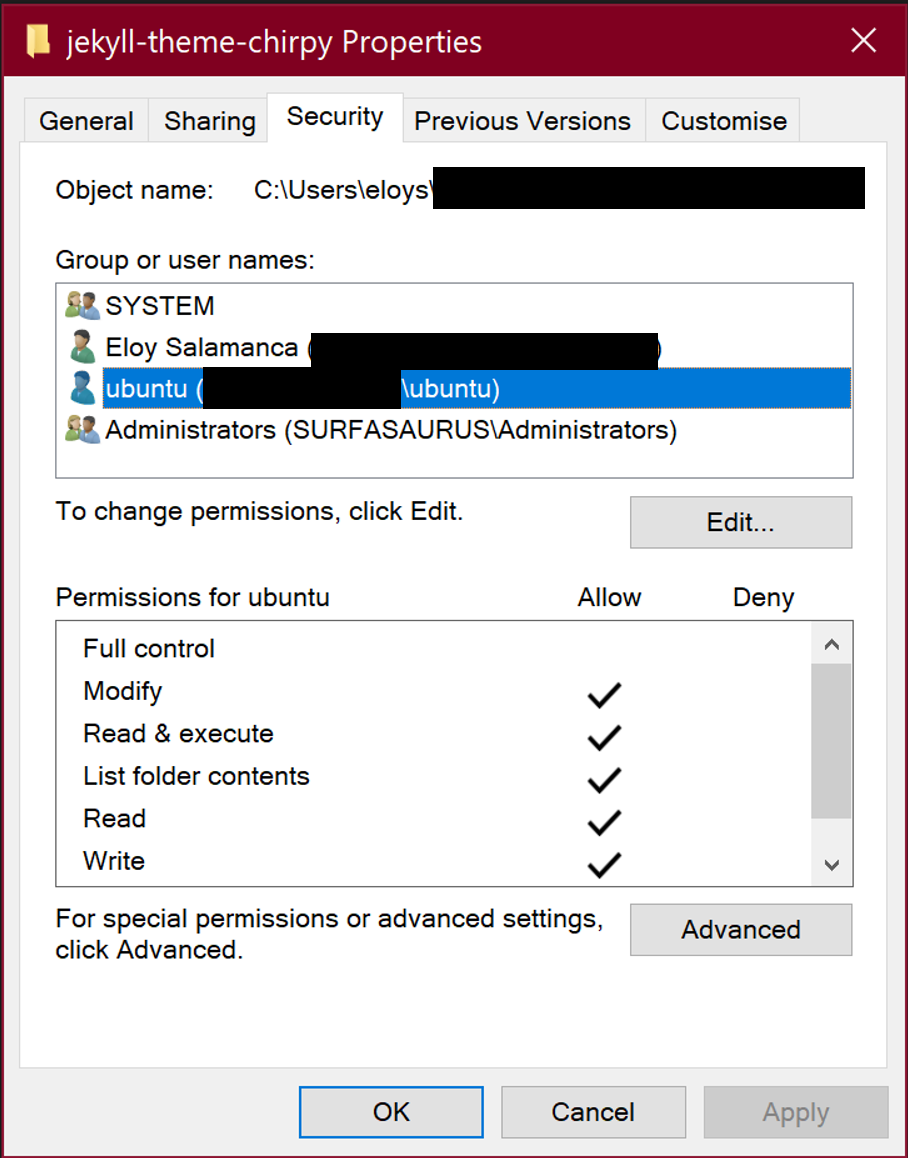 jekyll-theme-chirpy Properties
General Sharing Security Previous Versions Customise
Object name: C:\Users\eloys\
Group or user names:
SYSTEM
Eloy Salamanca ( )
ubuntu ( \ubuntu)
Administrators (SURFASAURUS\Administrators)
To change permissions, click Edit.
Edit...
Permissions for ubuntu Allow Deny
Full control
Modify
Read & execute
List folder contents
Read
Write
For special permissions or advanced settings,
click Advanced.
Advanced
OK Cancel Apply